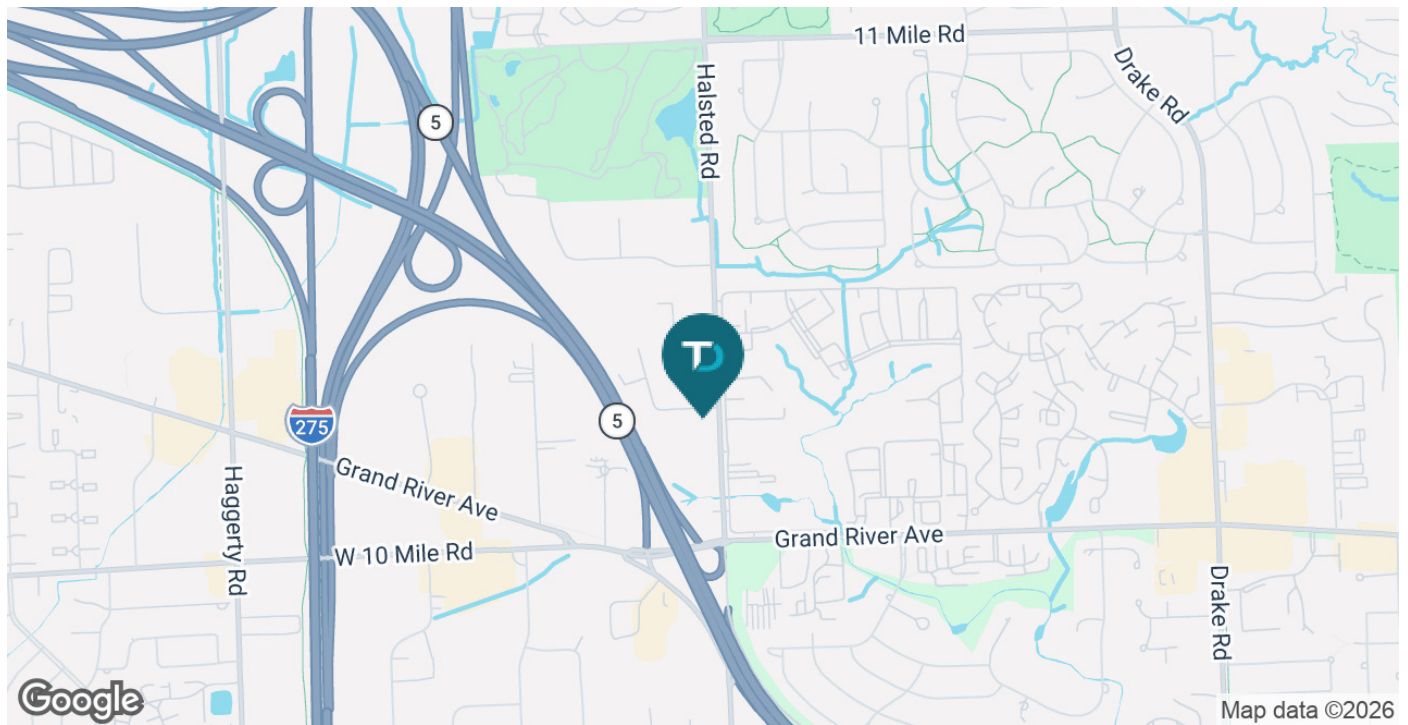 11 Mile Rd
Drake Rd
Halsted Rd
5
TD
5
275
Grand River Ave
Haggerty Rd
W 10 Mile Rd
Grand River Ave
Drake Rd
Google
Map data ©2026